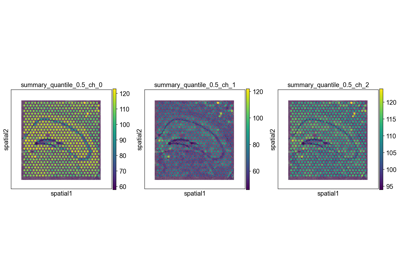 summary_quantile_0.5_ch_0
summary_quantile_0.5_ch_1
summary_quantile_0.5_ch_2
spatial2
120
110
100
90
80
70
60
spatial1
spatial2
120
100
80
60
spatial1
spatial2
120
115
110
105
100
95
spatial1